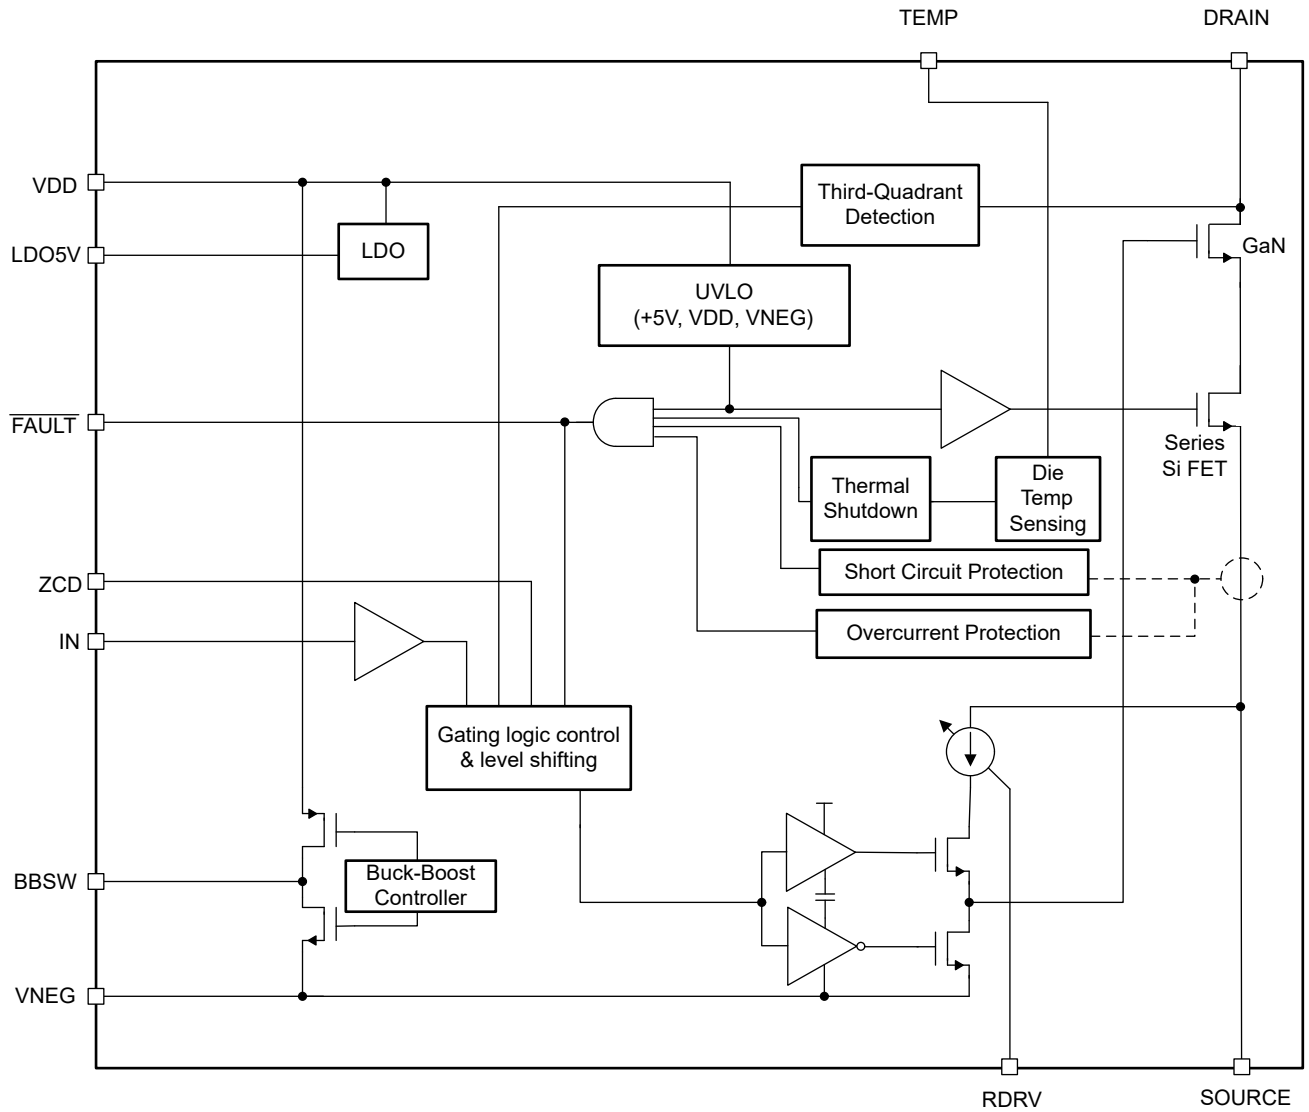 TEMP
DRAIN
VDD
LDO5V
LDO
Third-Quadrant
Detection
GaN
UVLO
(+5V, VDD, VNEG)
FAULT
Series
Si FET
Thermal
Shutdown
Die
Temp
Sensing
Short Circuit Protection
ZCD
IN
Overcurrent Protection
Gating logic control
& level shifting
BBSW
Buck-Boost
Controller
VNEG
RDRV
SOURCE